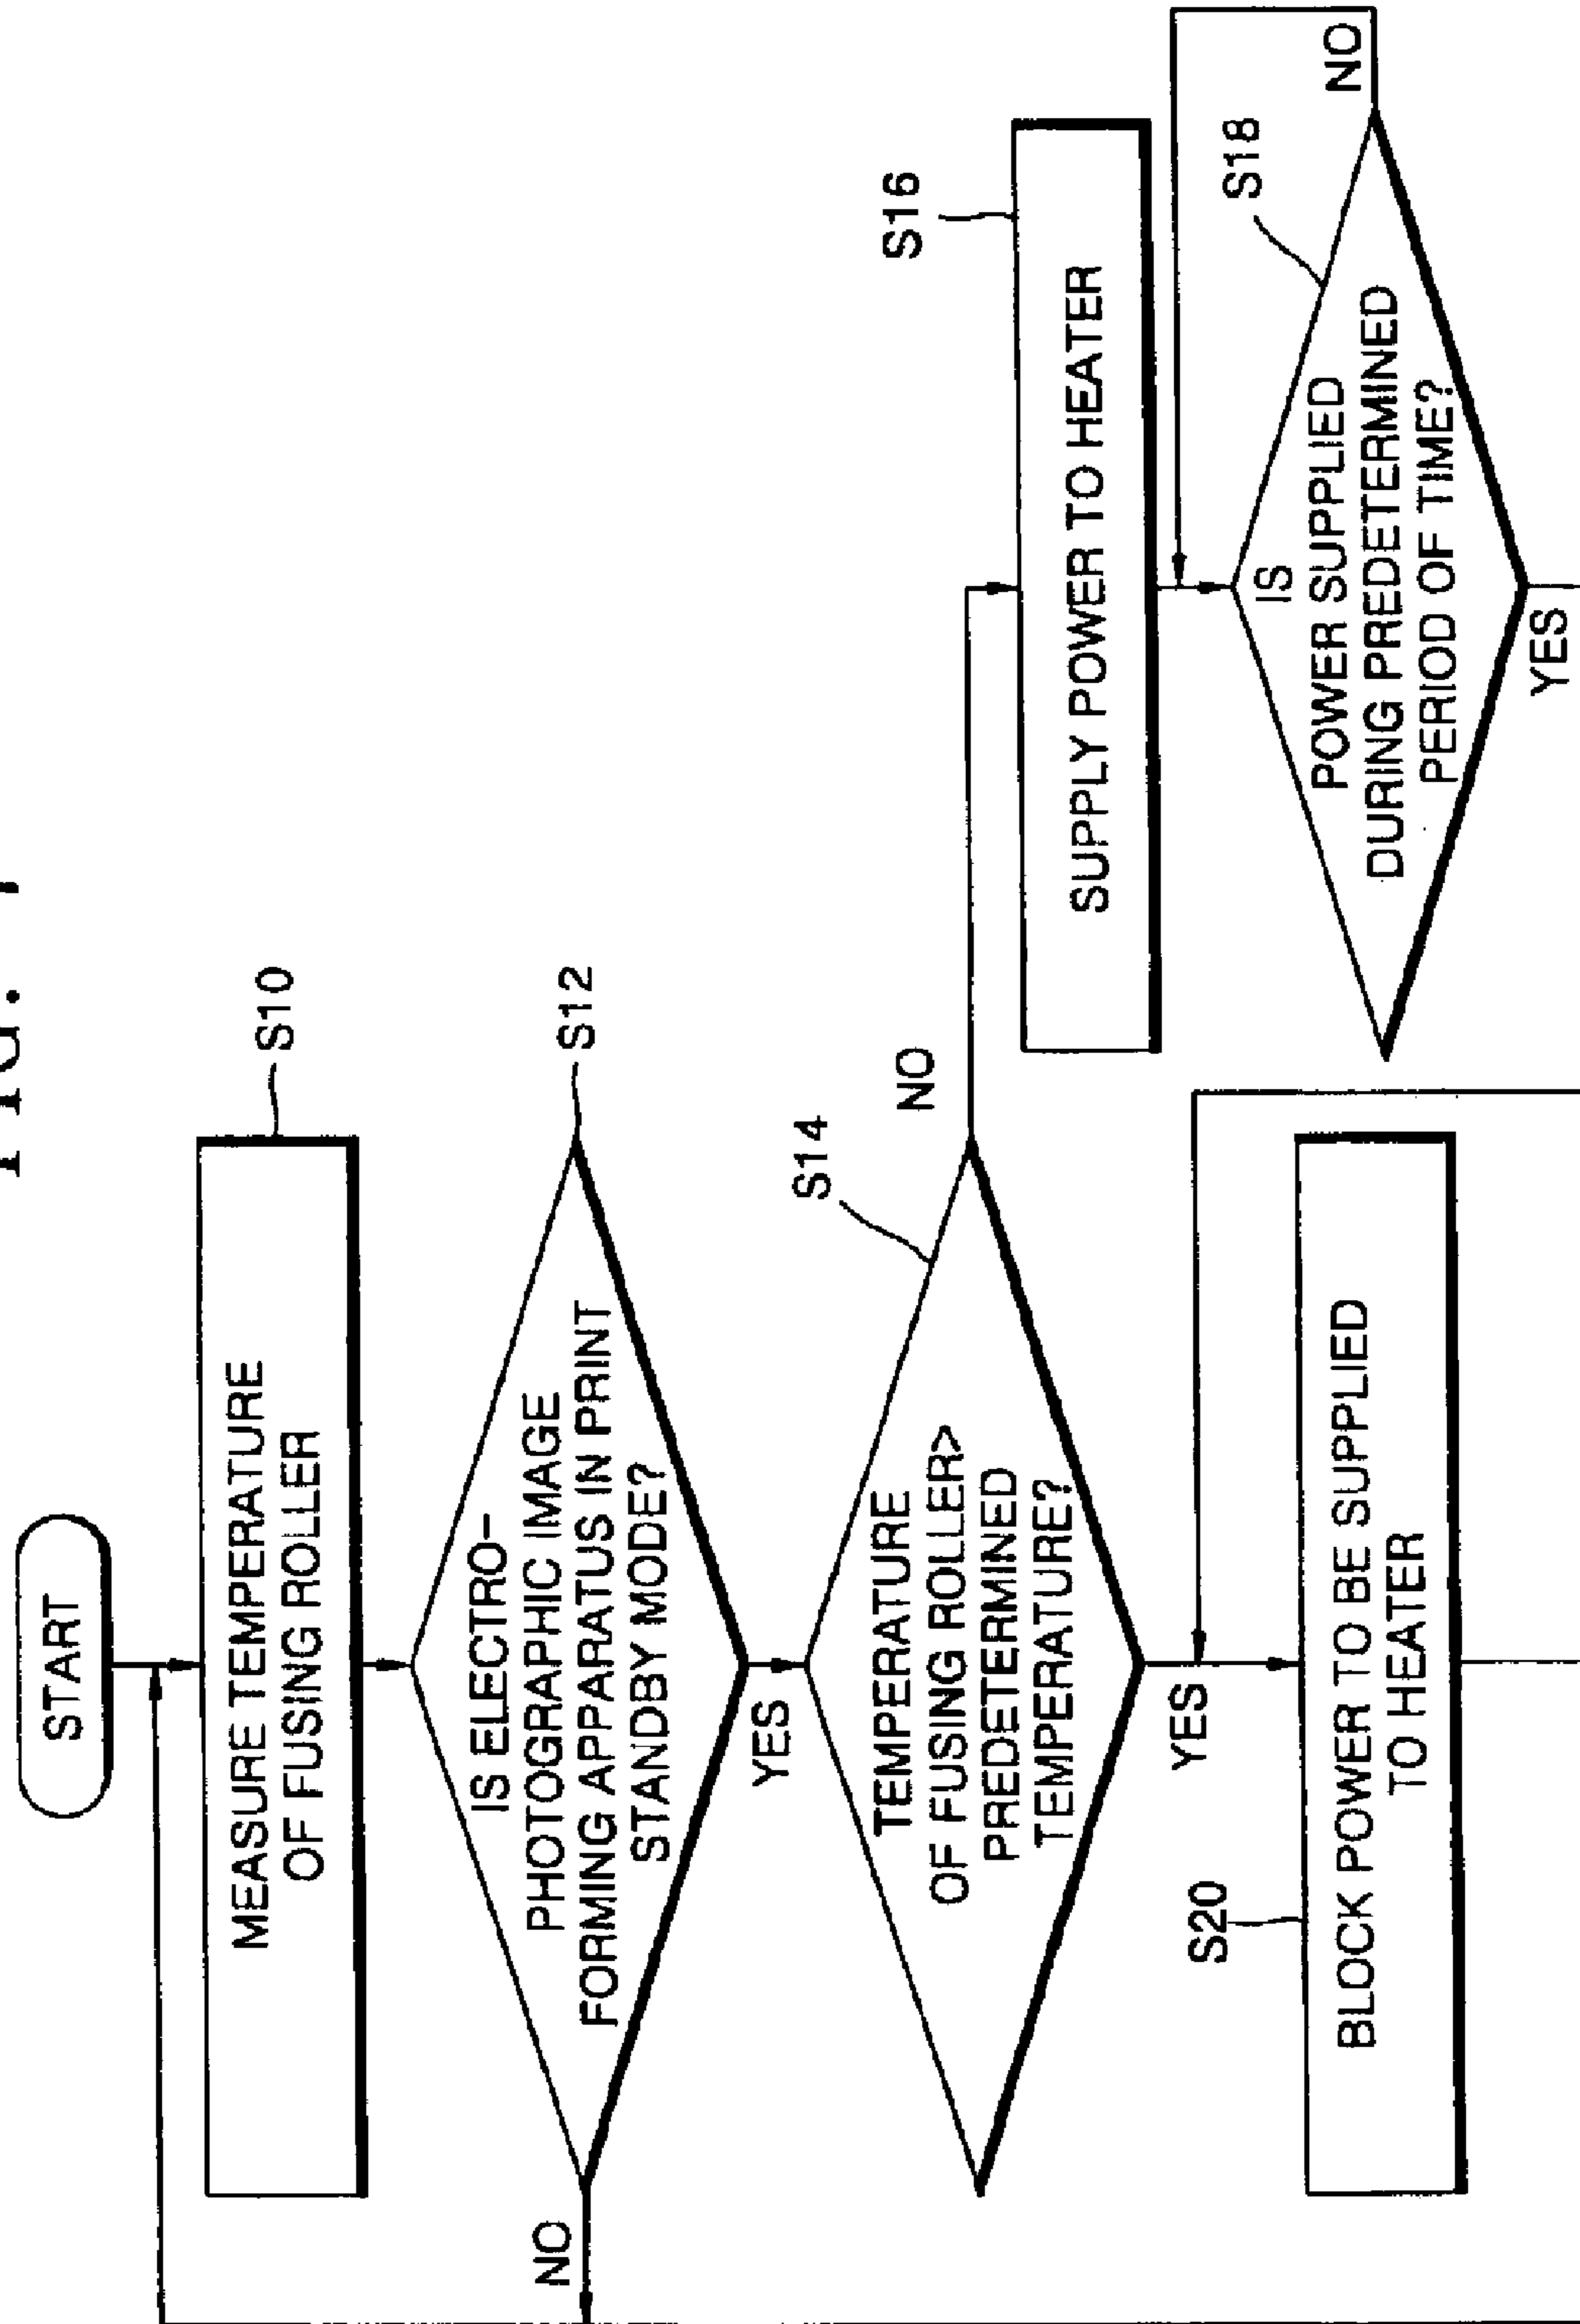 START
MEASURE TEMPERATURE
OF FUSING ROLLER
S10
IS ELECTRO-
PHOTOGRAPHIC IMAGE
FORMING APPARATUS IN PRINT
STANDBY MODE?
S12
NO
YES
TEMPERATURE
OF FUSING ROLLER>
PREDETERMINED
TEMPERATURE?
S14
NO
YES
SUPPLY POWER TO HEATER
S16
IS
POWER SUPPLIED
DURING PREDETERMINED
PERIOD OF TIME?
S18
NO
YES
S20
BLOCK POWER TO BE SUPPLIED
TO HEATER